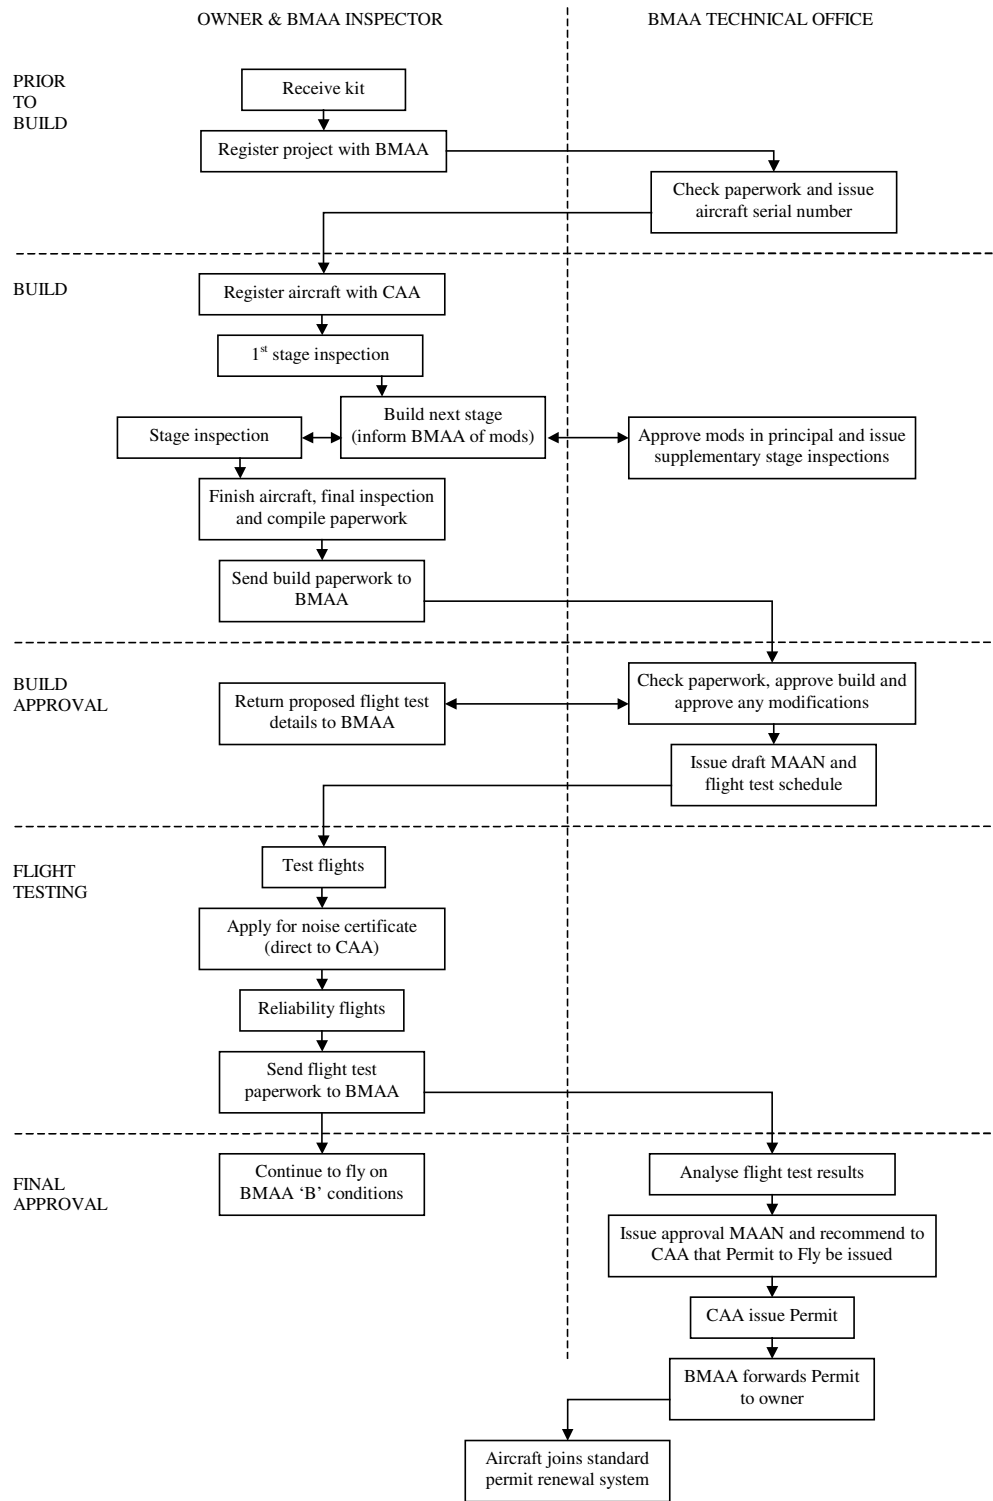 OWNER & BMAA INSPECTOR
BMAA TECHNICAL OFFICE
PRIOR
TO
BUILD
Receive kit
Register project with BMAA
Check paperwork and issue
aircraft serial number
BUILD
Register aircraft with CAA
1st stage inspection
Build next stage
(inform BMAA of mods)
Stage inspection
Approve mods in principal and issue
supplementary stage inspections
Finish aircraft, final inspection
and compile paperwork
Send build paperwork to
BMAA
BUILD
APPROVAL
Return proposed flight test
details to BMAA
Check paperwork, approve build and
approve any modifications
Issue draft MAAN and
flight test schedule
FLIGHT
TESTING
Test flights
Apply for noise certificate
(direct to CAA)
Reliability flights
Send flight test
paperwork to BMAA
FINAL
APPROVAL
Continue to fly on
BMAA ‘B’ conditions
Analyse flight test results
Issue approval MAAN and recommend to
CAA that Permit to Fly be issued
CAA issue Permit
BMAA forwards Permit
to owner
Aircraft joins standard
permit renewal system